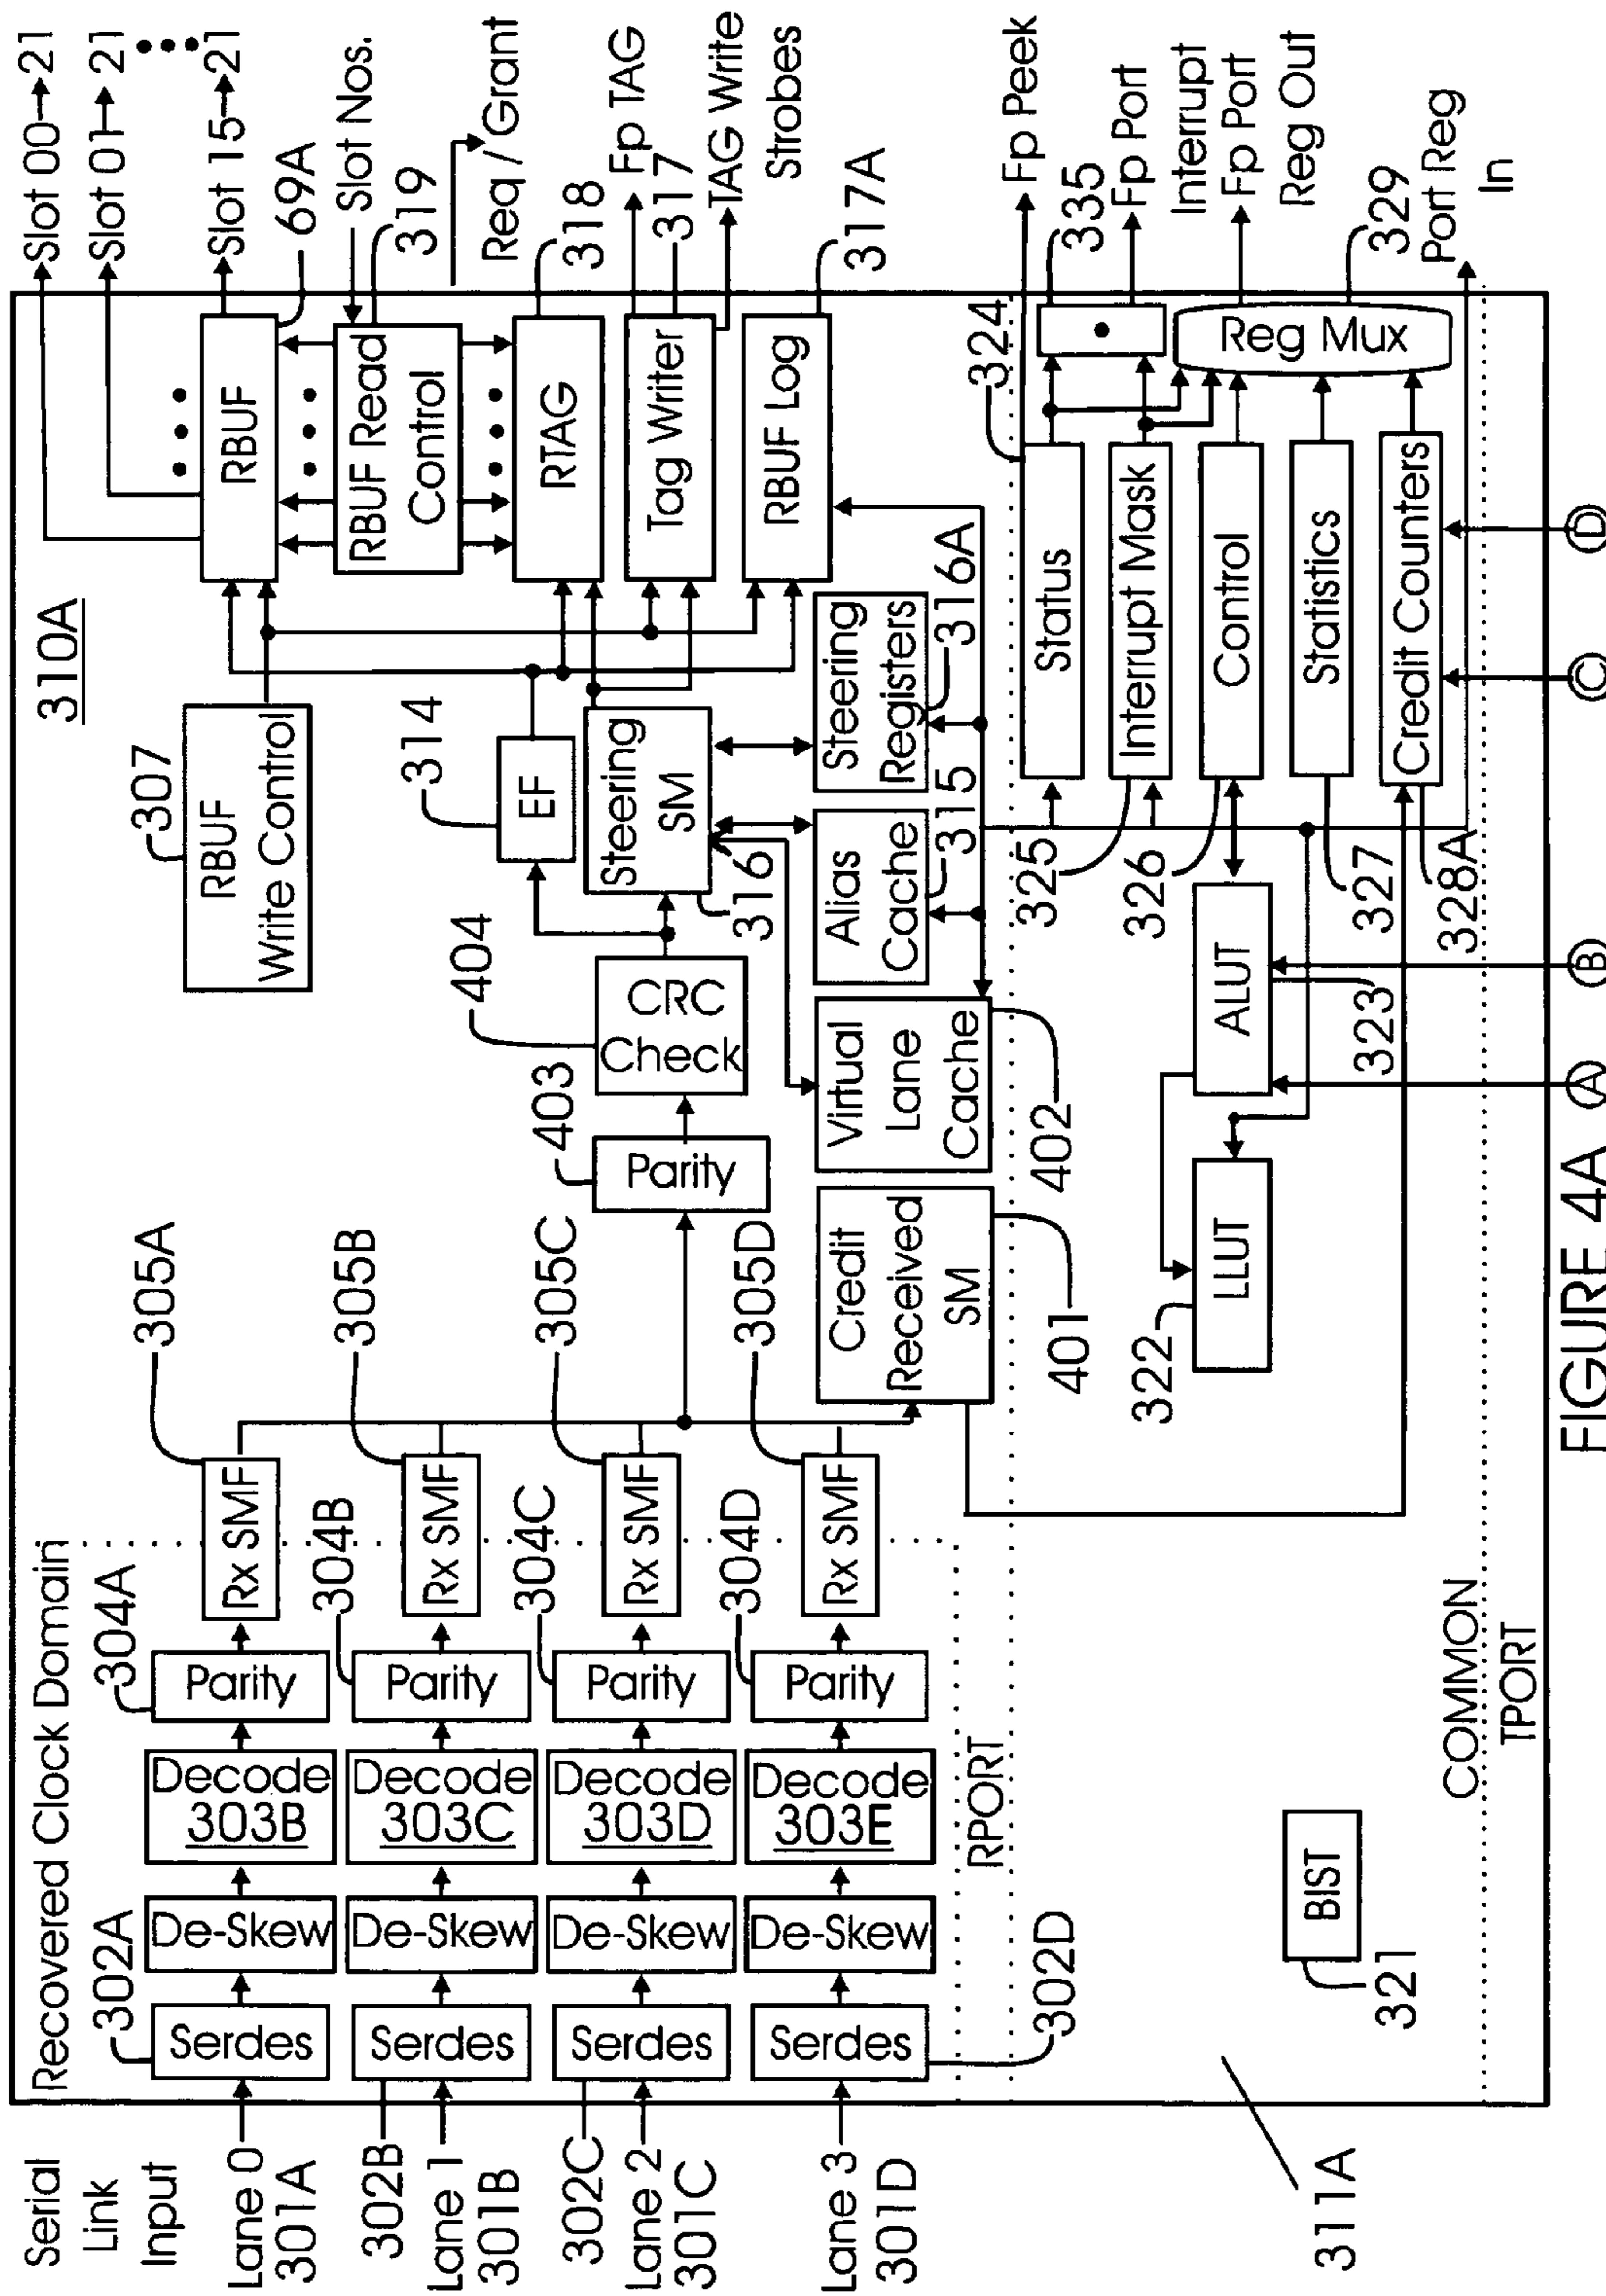 Serial
Link
Input
Recovered Clock Domain
310A
Lane 0
301A
302A
Serdes
De-Skew
Decode
303B
304A
Parity
305A
Rx SMF
302B
Lane 1
301B
Serdes
De-Skew
Decode
303C
304B
Parity
305B
Rx SMF
302C
Lane 2
301C
Serdes
De-Skew
Decode
303D
304C
Parity
305C
Rx SMF
Lane 3
301D
302D
Serdes
De-Skew
Decode
303E
304D
Parity
305D
Rx SMF
RPORT
403
Parity
404
CRC
Check
307
RBUF
Write Control
314
EF
Steering
SM
316
Credit
Received
SM
401
Virtual
Lane
Cache
402
Alias
Cache
315
Steering
Registers
316A
RBUF
69A
RBUF Read
Control
319
RTAG
318
Tag Writer
317
RBUF Log
317A
Slot 00
21
Slot 01
21
Slot 15
21
Slot Nos.
Req / Grant
Fp TAG
TAG Write
Strobes
Fp Peek
324
335
Status
Fp Port
Interrupt
325
Interrupt Mask
326
Control
Reg Mux
Fp Port
Reg Out
329
327
Statistics
328A
Credit Counters
Port Reg
In
322
LLUT
ALUT
323
BIST
321
311A
COMMON
TPORT
A
B
C
D
FIGURE 4A